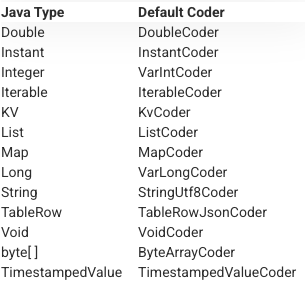 Java Type Default Coder
Double DoubleCoder
Instant InstantCoder
Integer VarIntCoder
Iterable IterableCoder
KV KvCoder
List ListCoder
Map MapCoder
Long VarLongCoder
String StringUtf8Coder
TableRow TableRowJsonCoder
Void VoidCoder
byte[ ] ByteArrayCoder
TimestampedValue TimestampedValueCoder